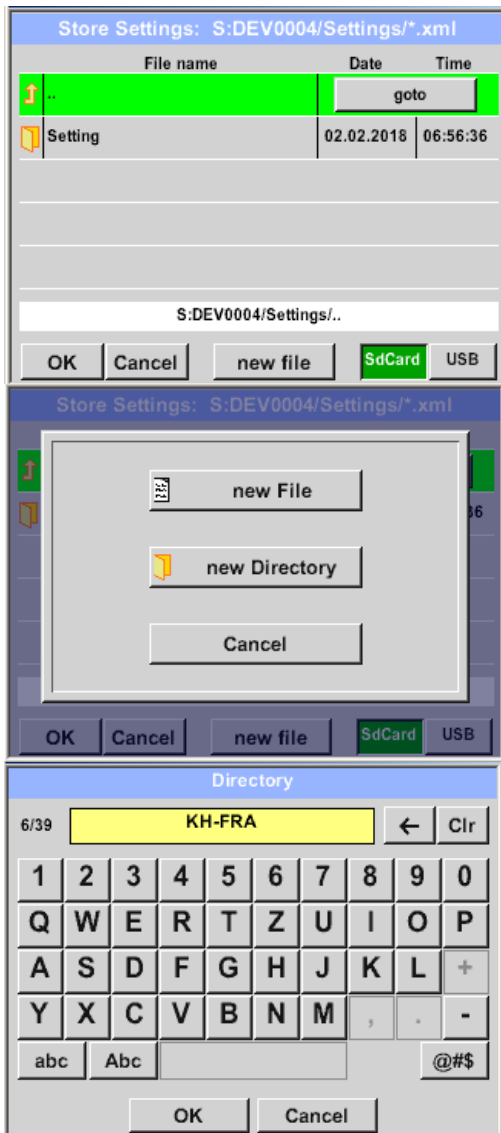 Store Settings: S:DEV0004/Settings/*.xml
File name Date Time
.. goto
Setting 02.02.2018 06:56:36
S:DEV0004/Settings/..
OK Cancel new file SdCard USB
Store Settings: S:DEV0004/Settings/*.xml
36
new File
new Directory
Cancel
OK Cancel new file SdCard USB
Directory
6/39 KH-FRA ← Clr
1 2 3 4 5 6 7 8 9 0
Q W E R T Z U I O P
A S D F G H J K L +
Y X C V B N M , . -
abc Abc @#$
OK Cancel